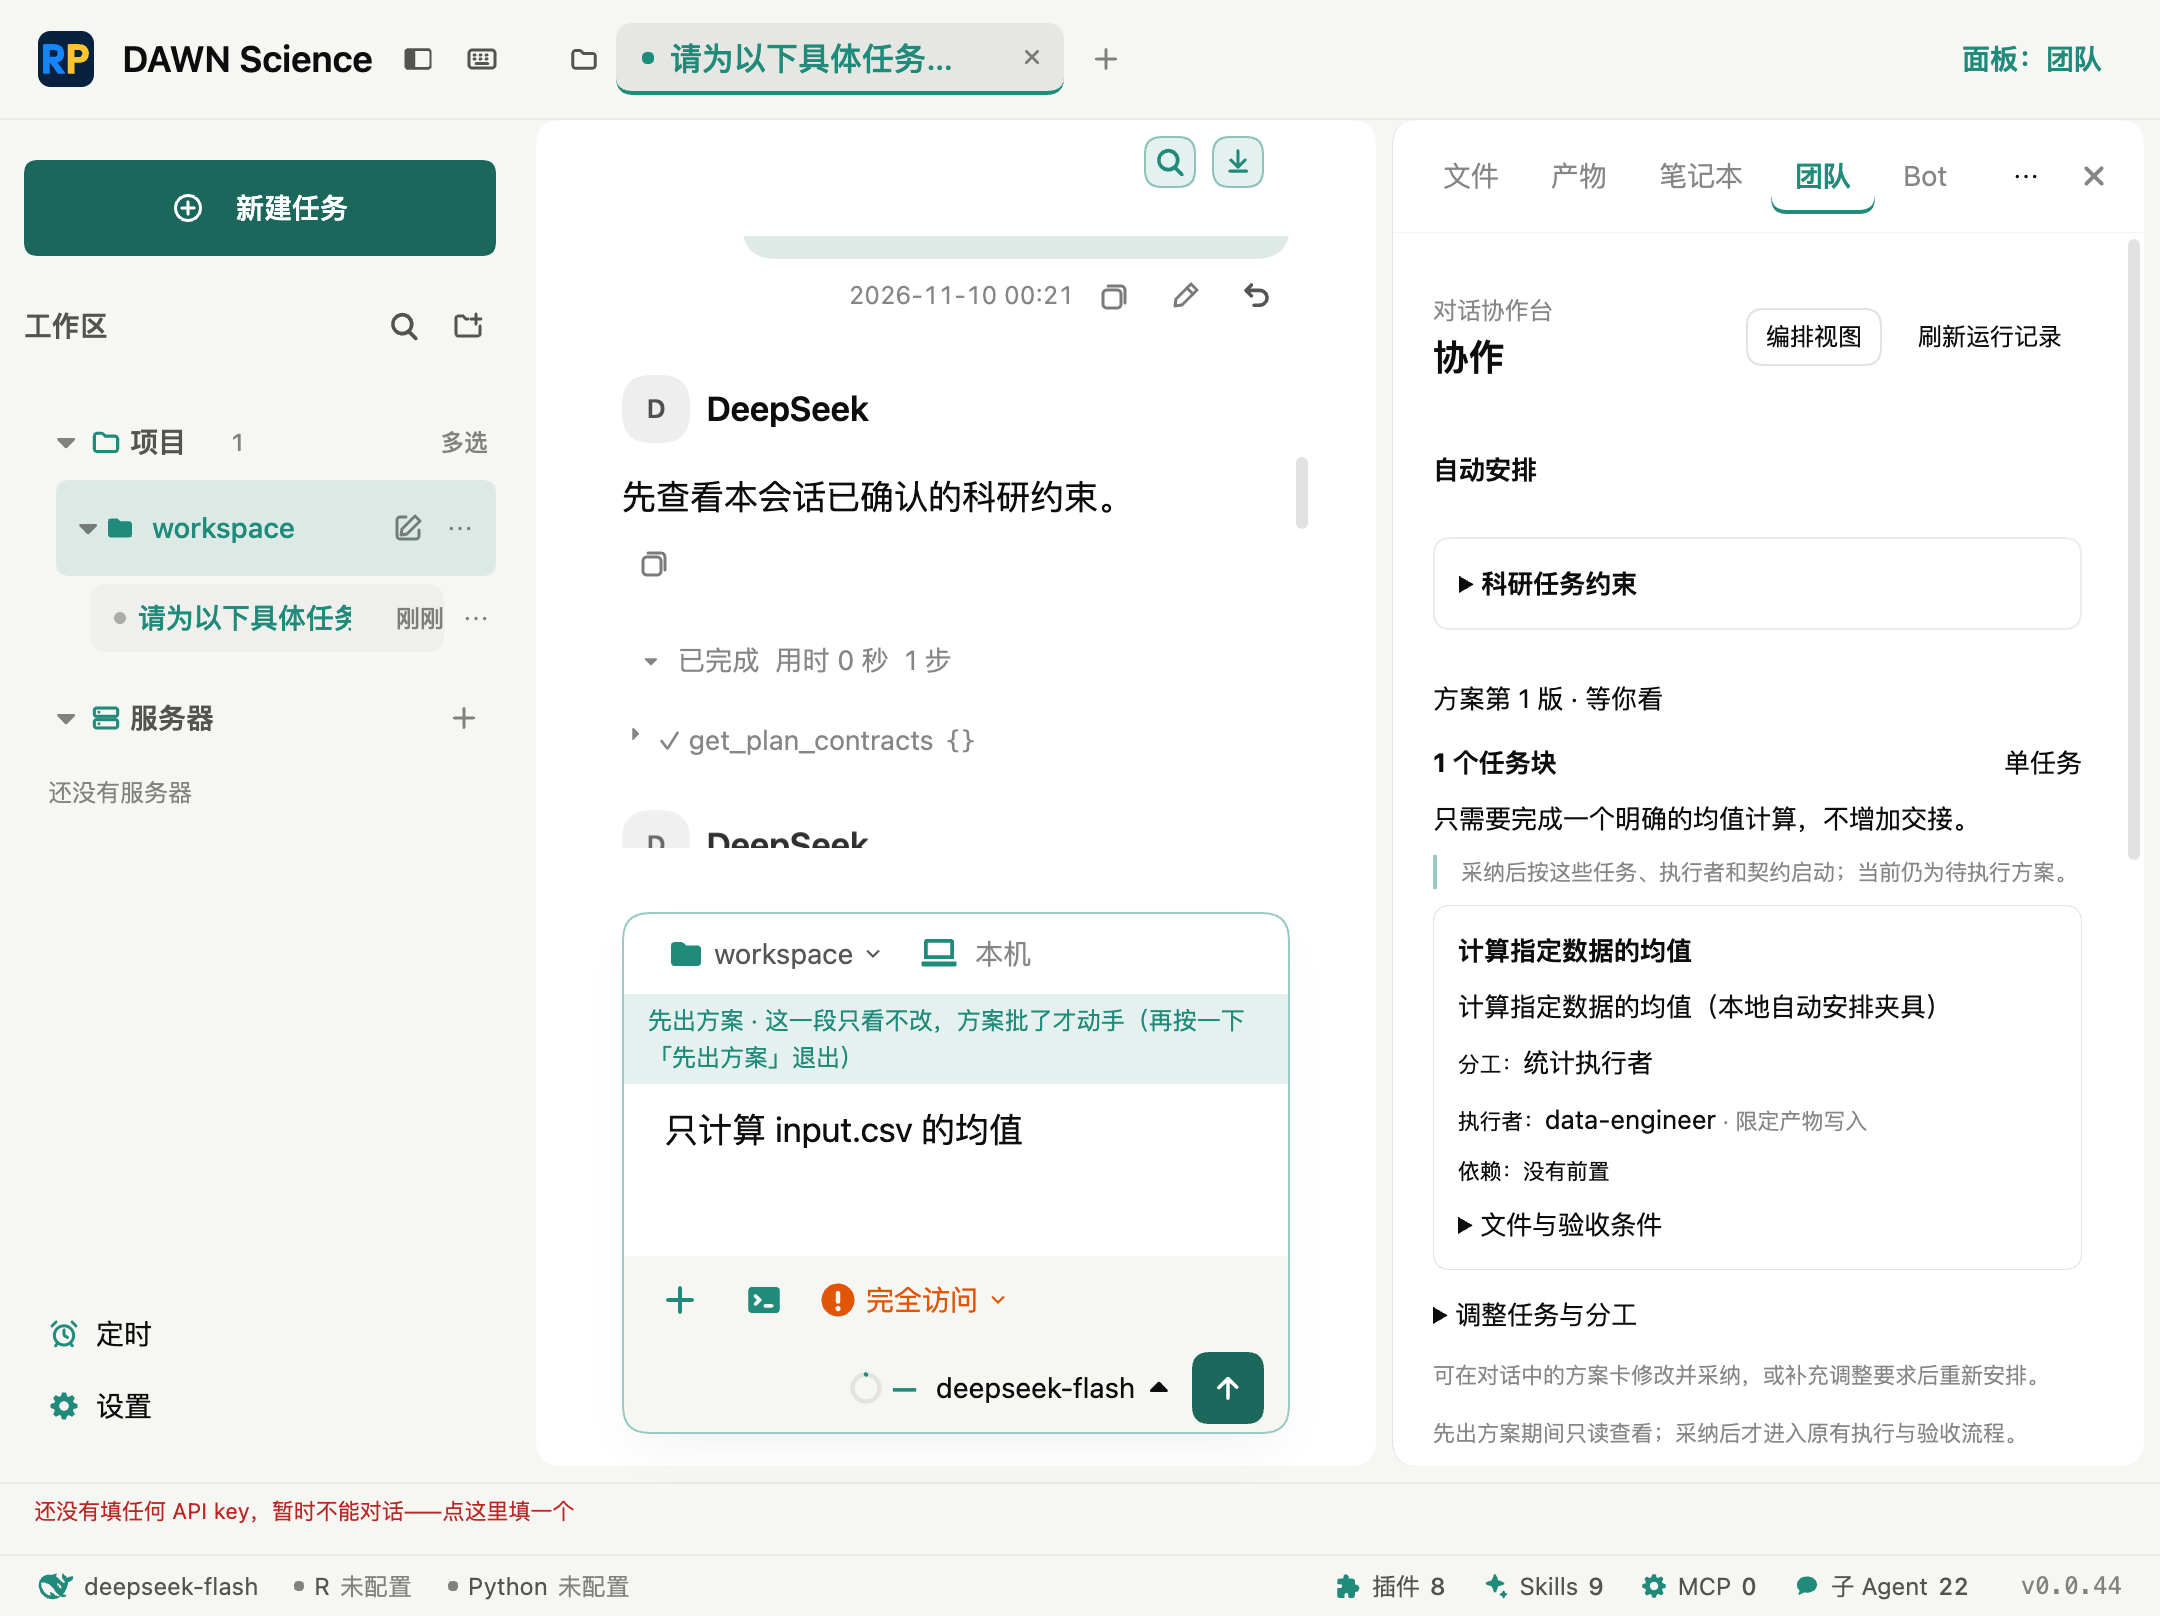 RP DAWN Science
请为以下具体任务...
面板：团队
新建任务
工作区
项目 1 多选
workspace
请为以下具体任务 刚刚
服务器
还没有服务器
定时
设置
2026-11-10 00:21
D DeepSeek
先查看本会话已确认的科研约束。
已完成 用时 0 秒 1 步
get_plan_contracts {}
D DeepSeek
workspace 本机
先出方案 · 这一段只看不改，方案批了才动手（再按一下
「先出方案」退出）
只计算 input.csv 的均值
完全访问
deepseek-flash
文件 产物 笔记本 团队 Bot
对话协作台
协作
编排视图 刷新运行记录
自动安排
科研任务约束
方案第 1 版 · 等你看
1 个任务块 单任务
只需要完成一个明确的均值计算，不增加交接。
采纳后按这些任务、执行者和契约启动；当前仍为待执行方案。
计算指定数据的均值
计算指定数据的均值（本地自动安排夹具）
分工：统计执行者
执行者：data-engineer · 限定产物写入
依赖：没有前置
文件与验收条件
调整任务与分工
可在对话中的方案卡修改并采纳，或补充调整要求后重新安排。
先出方案期间只读查看；采纳后才进入原有执行与验收流程。
还没有填任何 API key，暂时不能对话——点这里填一个
deepseek-flash R 未配置 Python 未配置
插件 8 Skills 9 MCP 0 子 Agent 22 v0.0.44